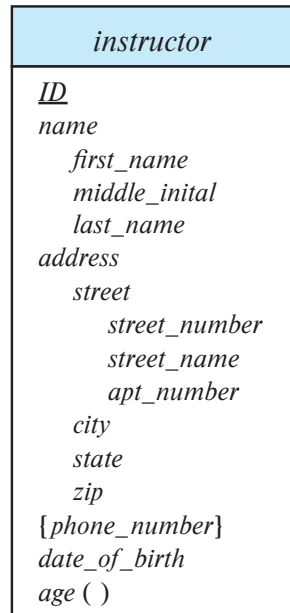 instructor
ID
name
first_name
middle_inital
last_name
address
street
street_number
street_name
apt_number
city
state
zip
{phone_number}
date_of_birth
age ( )